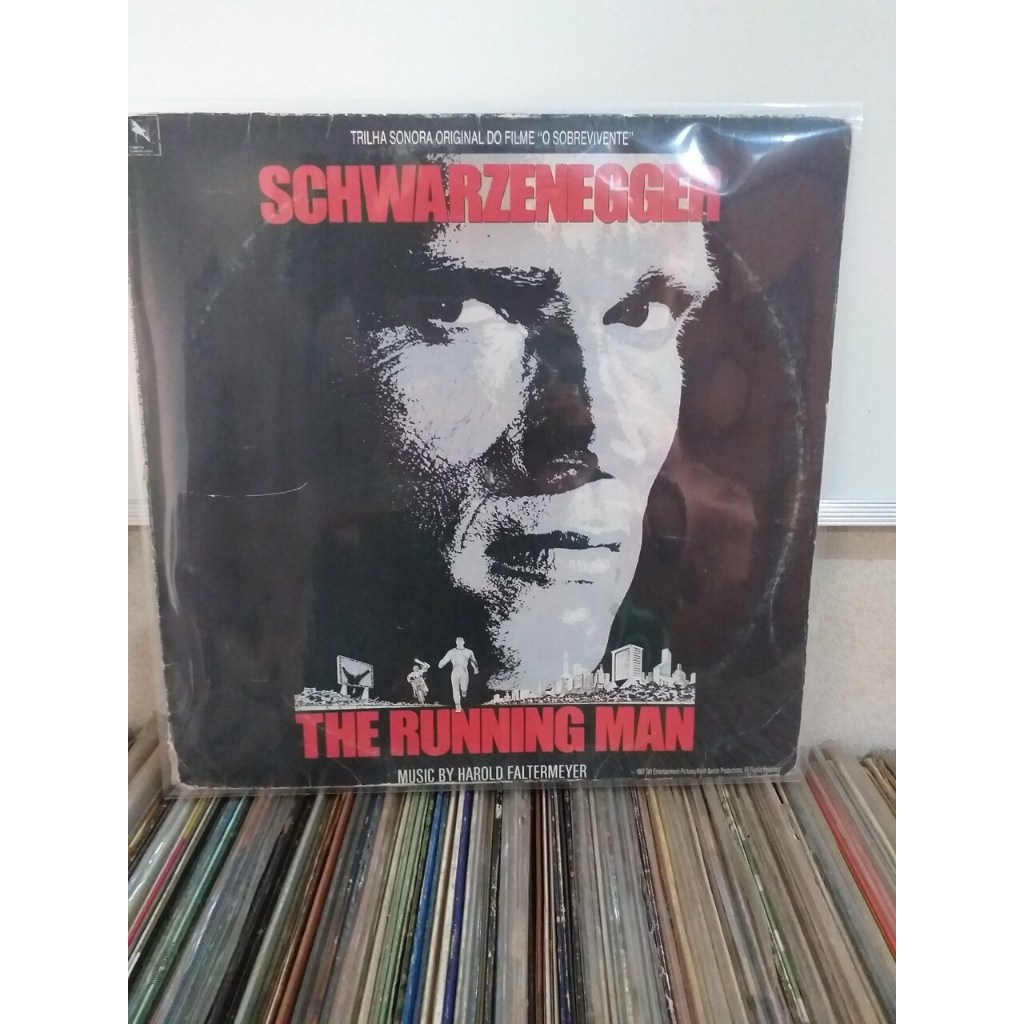 TRILHA SONORA ORIGINAL DO FILME "O SOBREVIVENTE"
SCHWARZENEGGER
THE RUNNING MAN
MUSIC BY HAROLD FALTERMEYER